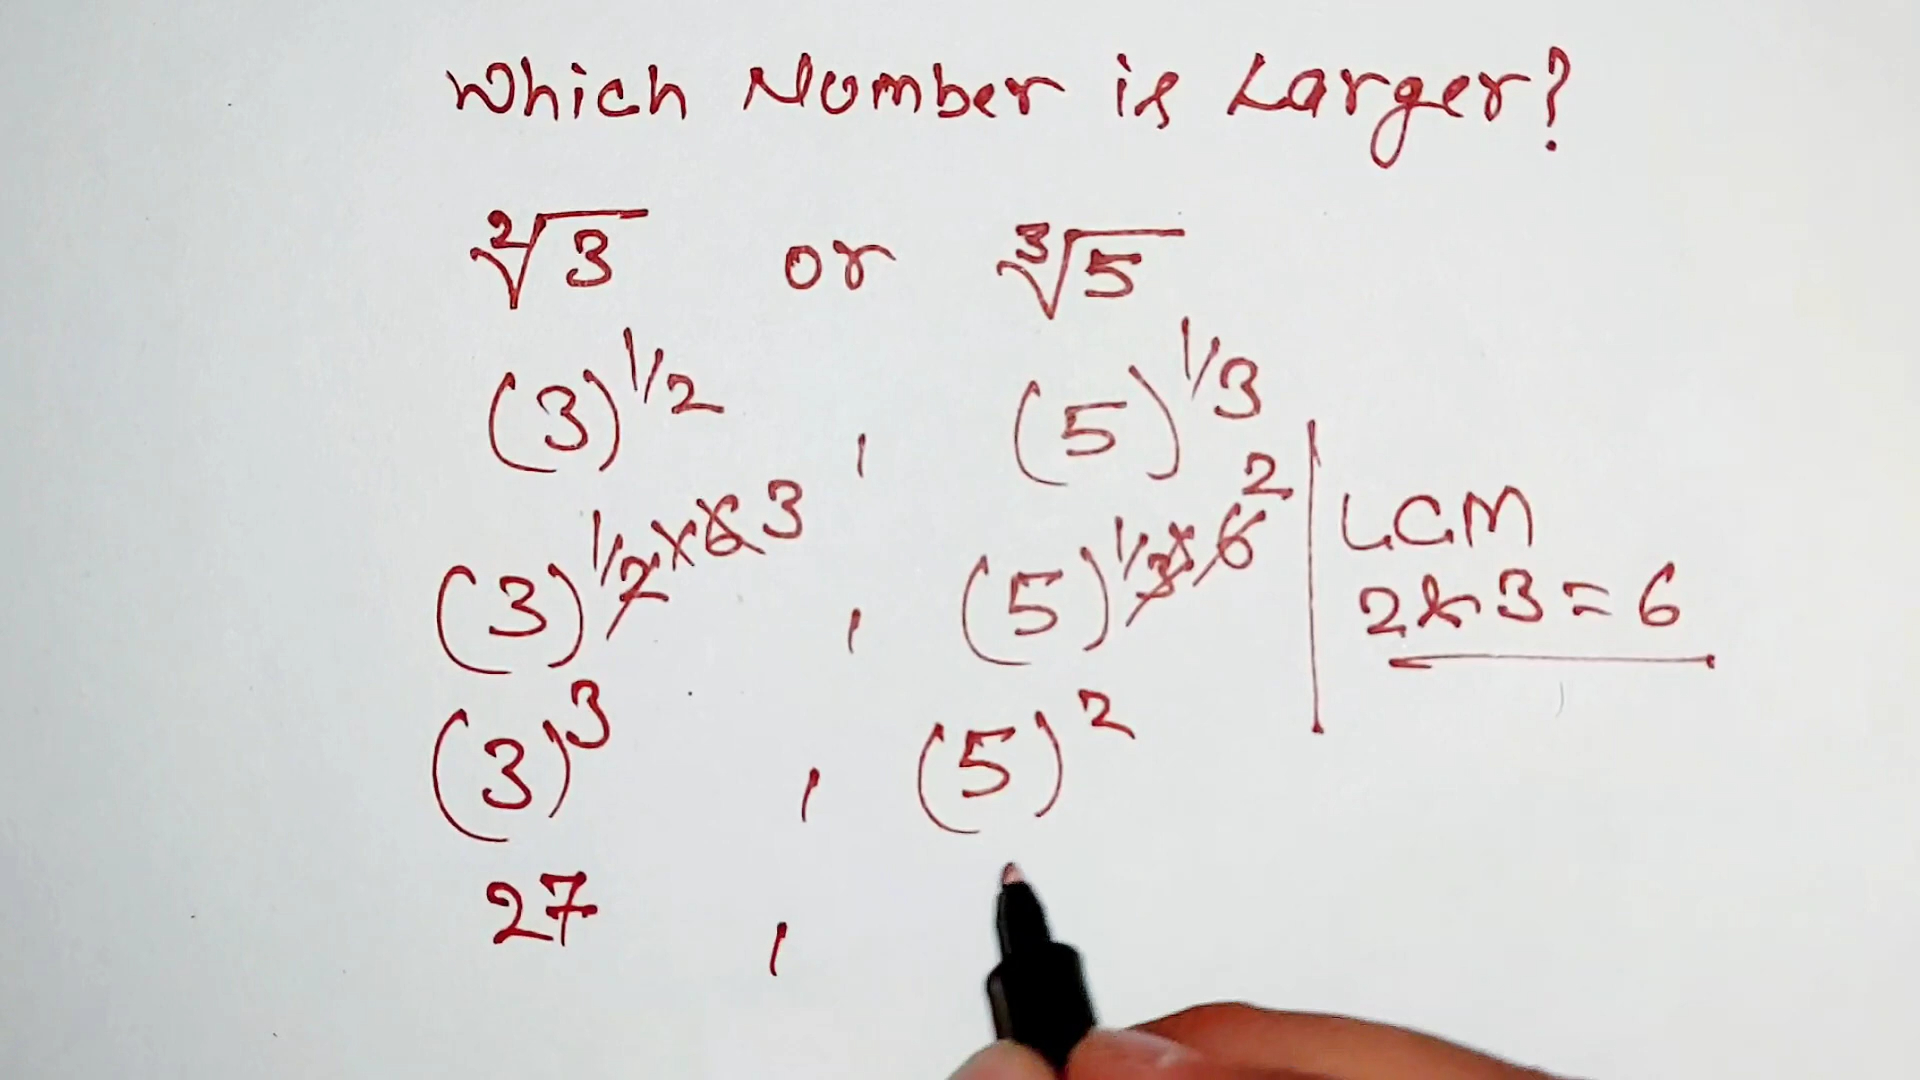 Which Number is Larger?
²√3 or ³√5
(3)^1/2 , (5)^1/3
(3)^1/2×6 3 , (5)^1/3×6 2
LCM
2×3=6
(3)^3 , (5)^2
27 ,